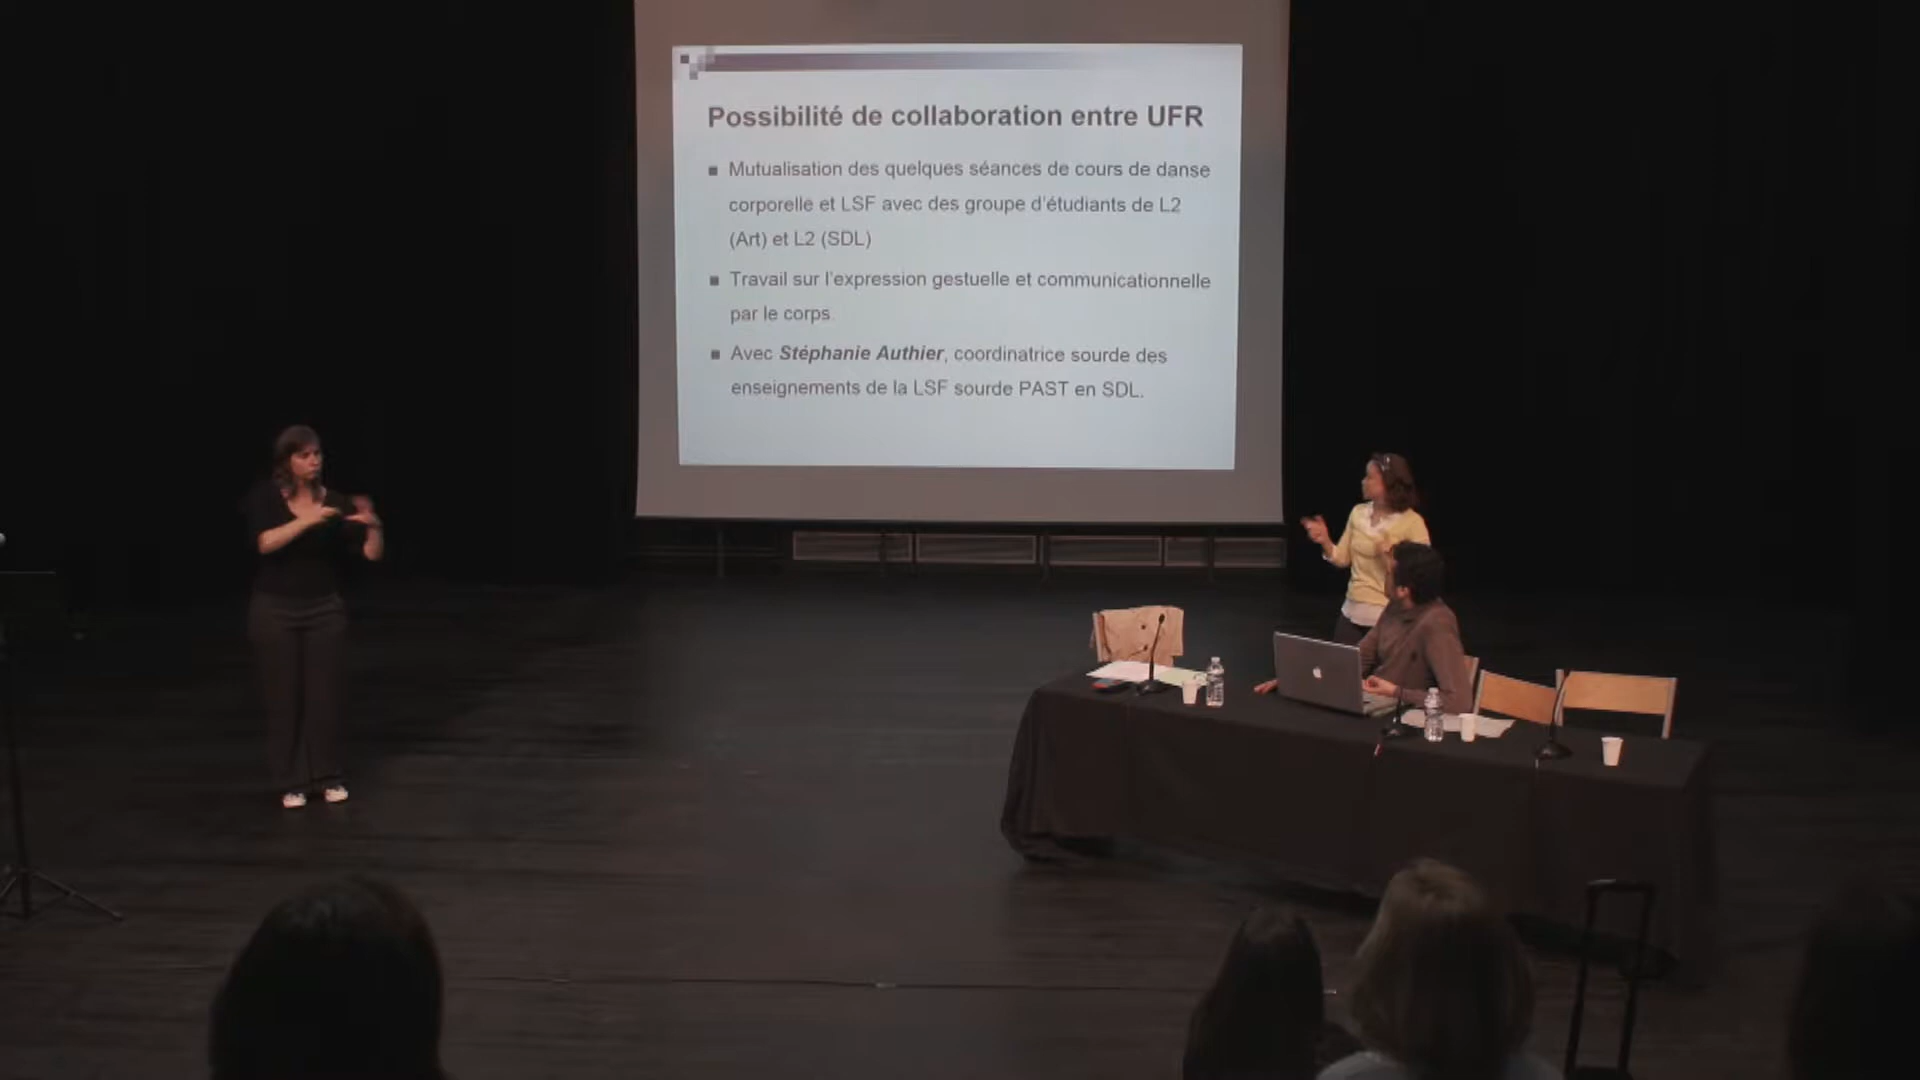 Possibilité de collaboration entre UFR
Mutualisation des quelques séances de cours de danse
corporelle et LSF avec des groupe d'étudiants de L2
(Art) et L2 (SDL)
Travail sur l'expression gestuelle et communicationnelle
par le corps.
Avec Stéphanie Authier, coordinatrice sourde des
enseignements de la LSF sourde PAST en SDL.